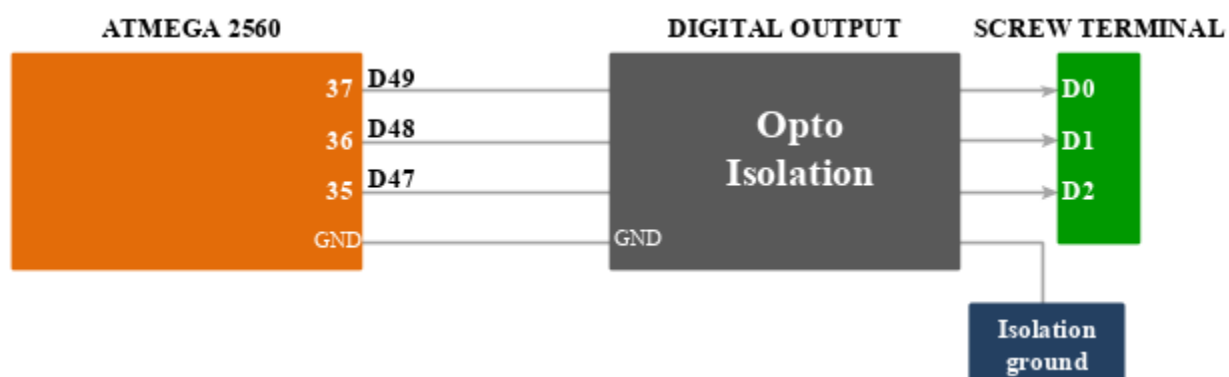 ATMEGA 2560
DIGITAL OUTPUT
SCREW TERMINAL
37 D49
36 D48
35 D47
GND
Opto
Isolation
GND
D0
D1
D2
Isolation
ground